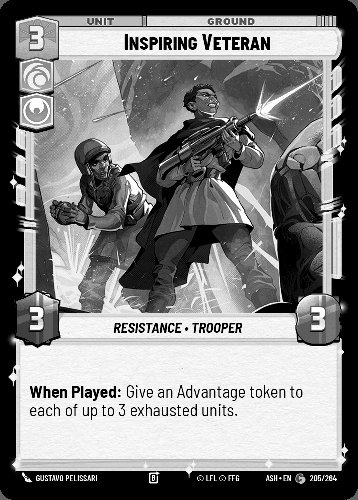 3
UNIT
GROUND
INSPIRING VETERAN
3
3
RESISTANCE • TROOPER
When Played: Give an Advantage token to
each of up to 3 exhausted units.
GUSTAVO PELISSARI
© LFL © FFG
ASH • EN
205/264